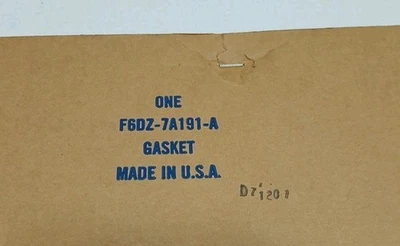 ONE
F6DZ-7A191-A
GASKET
MADE IN U.S.A.